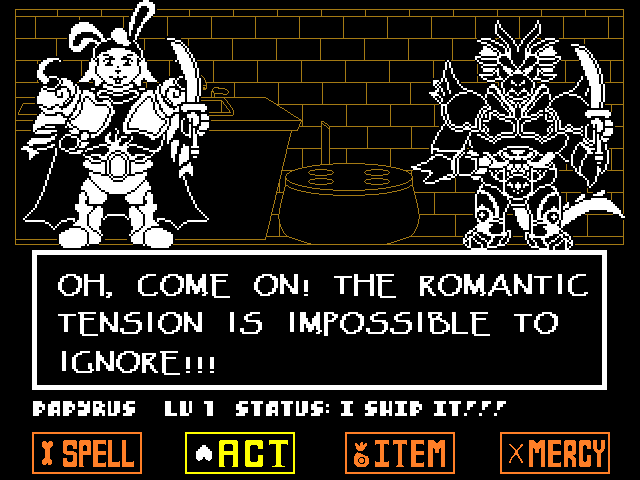 OH, COME ON! THE ROMANTIC
TENSION IS IMPOSSIBLE TO
IGNORE!!!
PAPYRUS LV 1 STATUS: I SHIP IT!!!
SPELL ACT ITEM MERCY